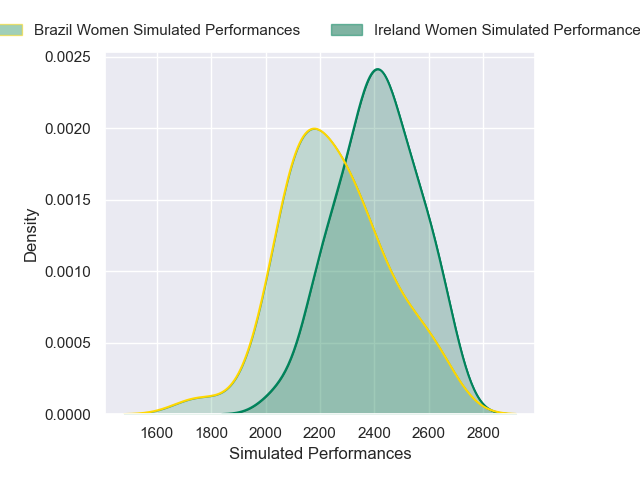 Brazil Women Simulated Performances
Ireland Women Simulated Performance
0.0025
0.0020
0.0015
0.0010
0.0005
0.0000
Density
1600 1800 2000 2200 2400 2600 2800
Simulated Performances